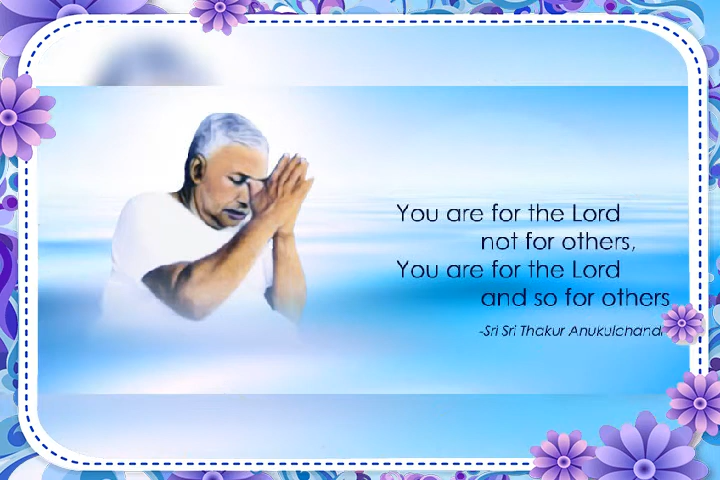 You are for the Lord
not for others,
You are for the Lord
and so for others
-Sri Sri Thakur